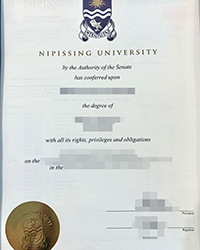 NIPISSING UNIVERSITY
by the Authority of the Senate
has conferred upon
the degree of
with all its rights, privileges and obligations
on the
in the
President
Registrar